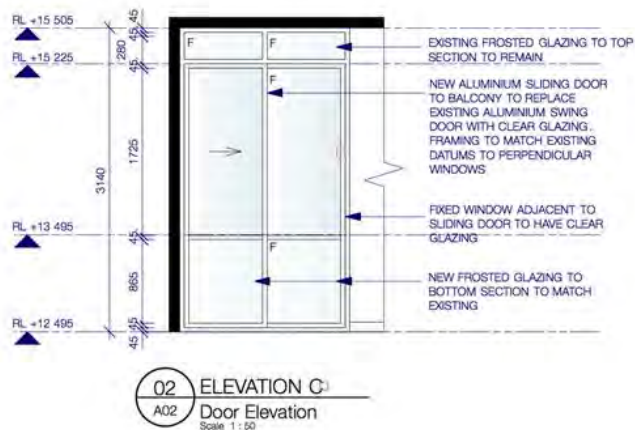 RL +15 505
RL +15 225
RL +13 495
RL +12 495
3140
45
45
280
45
1725
45
865
45
45
F
F
F
F
EXISTING FROSTED GLAZING TO TOP
SECTION TO REMAIN
NEW ALUMINIUM SLIDING DOOR
TO BALCONY TO REPLACE
EXISTING ALUMINIUM SWING
DOOR WITH CLEAR GLAZING.
FRAMING TO MATCH EXISTING
DATUMS TO PERPENDICULAR
WINDOWS
FIXED WINDOW ADJACENT TO
SLIDING DOOR TO HAVE CLEAR
GLAZING
NEW FROSTED GLAZING TO
BOTTOM SECTION TO MATCH
EXISTING
02
A02
ELEVATION C
Door Elevation
Scale 1 : 50